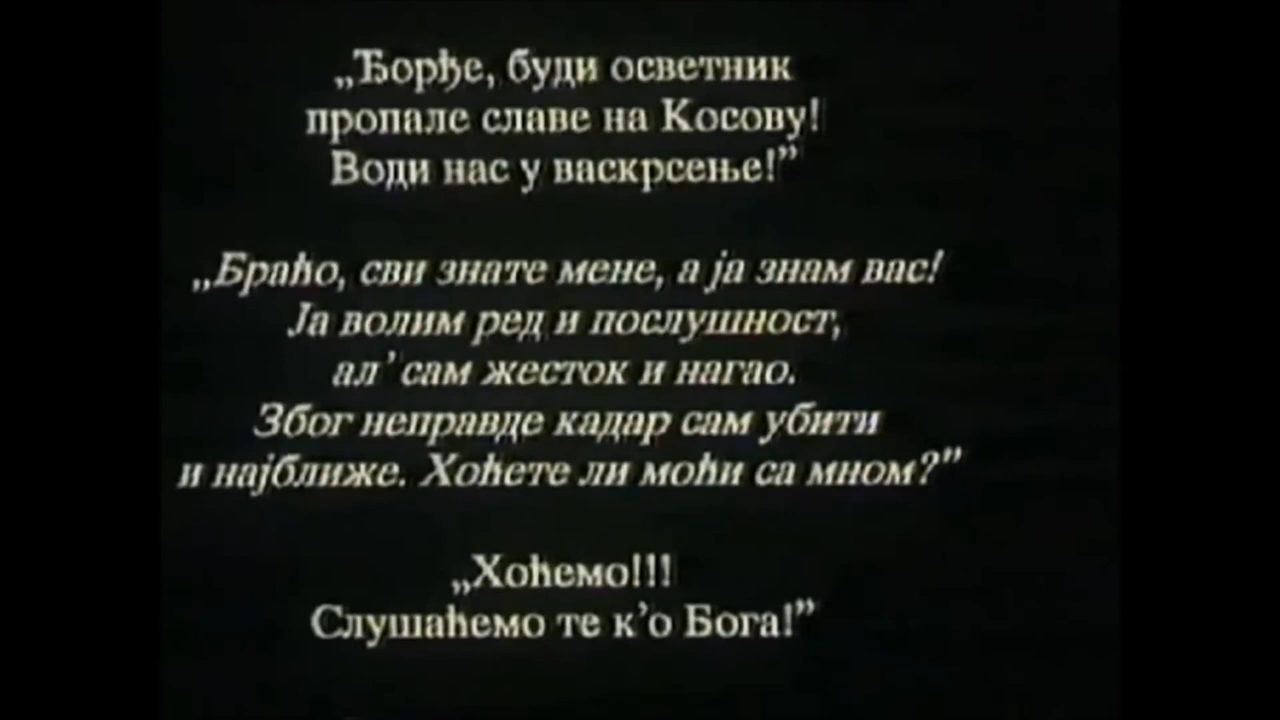 „Ђорђе, буди осветник
пропале славе на Косову!
Води нас у васкрсење!”
„Браћо, сви знате мене, а ја знам вас!
Ја волим ред и послушност,
ал’ сам жесток и нагао.
Због неправде кадар сам убити
и најближе. Хоћете ли моћи са мном?”
„Хоћемо!!!
Слушаћемо те к’о Бога!”